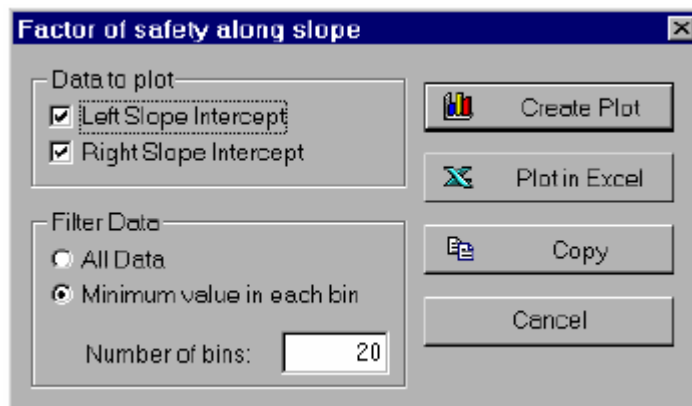 Factor of safety along slope
Data to plot
Left Slope Intercept
Right Slope Intercept
Filter Data
All Data
Minimum value in each bin
Number of bins: 20
Create Plot
Plot in Excel
Copy
Cancel